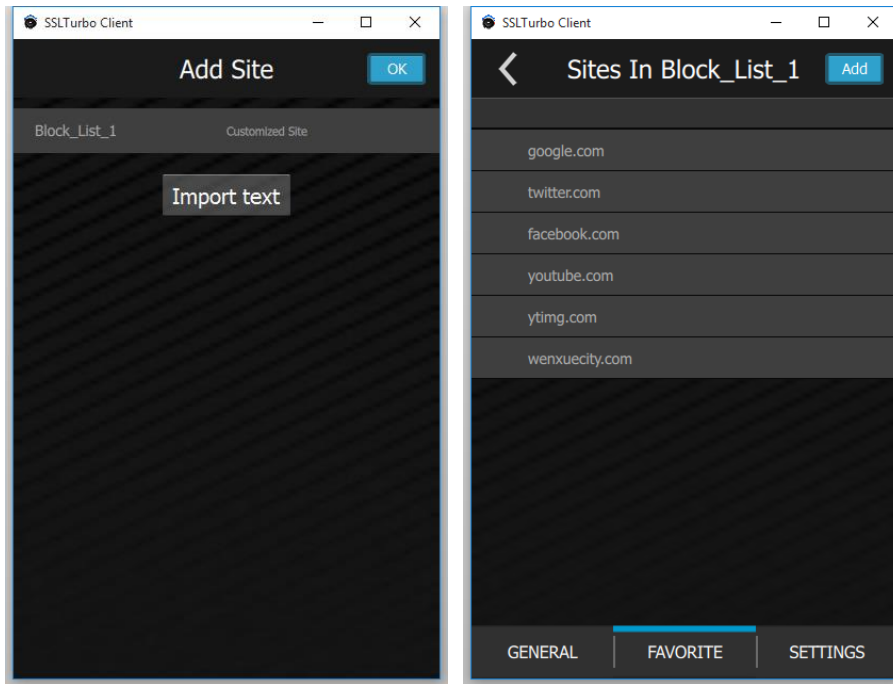 SSLTurbo Client
Add Site
OK
Block_List_1
Customized Site
Import text
SSLTurbo Client
Sites In Block_List_1
Add
google.com
twitter.com
facebook.com
youtube.com
ytimg.com
wenxuecity.com
GENERAL
FAVORITE
SETTINGS